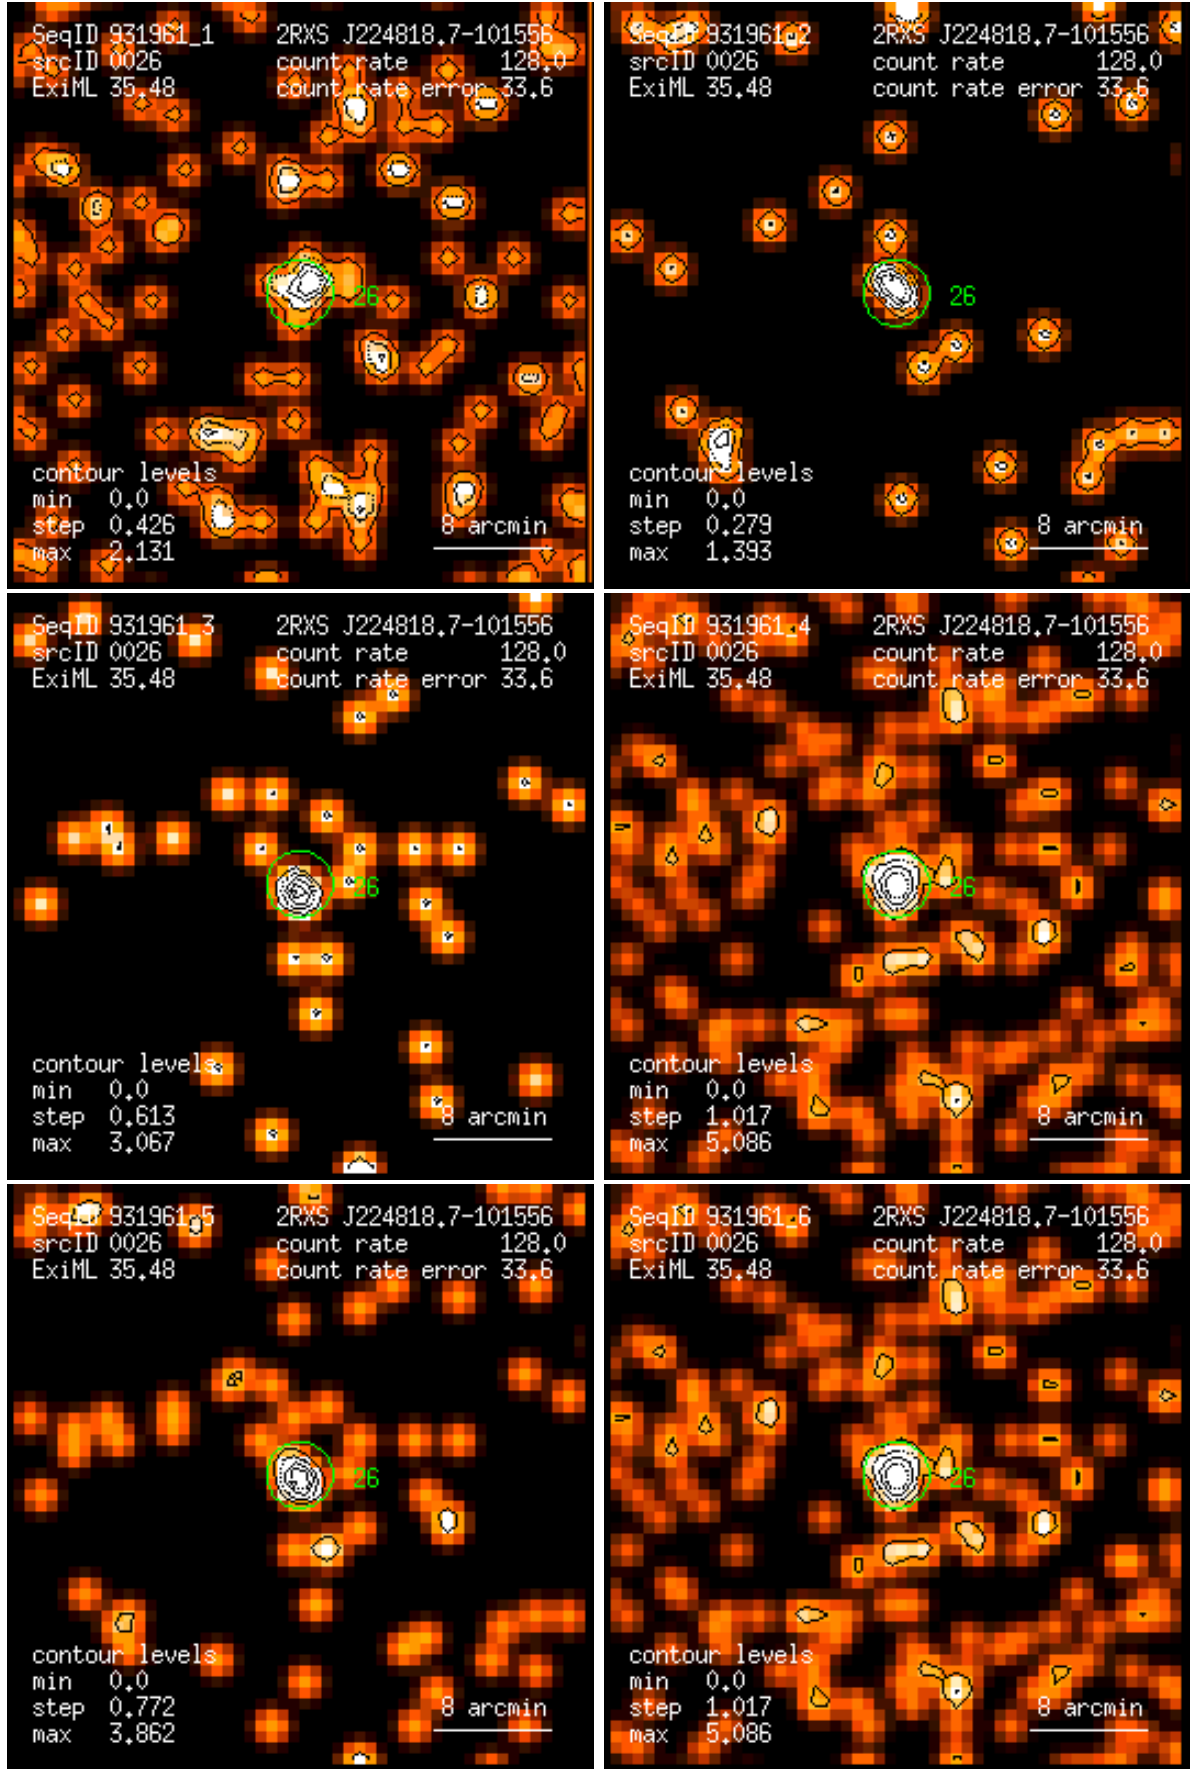 SeqID 931961_1 2RXS J224818.7-101556
srcID 0026 count rate 128.0
ExiML 35.48 count rate error 33.6
26
contour levels
min 0.0
step 0.426 8 arcmin
max 2.131
SeqID 931961_2 2RXS J224818.7-101556
srcID 0026 count rate 128.0
ExiML 35.48 count rate error 33.6
26
contour levels
min 0.0
step 0.279 8 arcmin
max 1.393
SeqID 931961_3 2RXS J224818.7-101556
srcID 0026 count rate 128.0
ExiML 35.48 count rate error 33.6
26
contour levels
min 0.0
step 0.613 8 arcmin
max 3.067
SeqID 931961_4 2RXS J224818.7-101556
srcID 0026 count rate 128.0
ExiML 35.48 count rate error 33.6
26
contour levels
min 0.0
step 1.017 8 arcmin
max 5.086
SeqID 931961_5 2RXS J224818.7-101556
srcID 0026 count rate 128.0
ExiML 35.48 count rate error 33.6
26
contour levels
min 0.0
step 0.772 8 arcmin
max 3.862
SeqID 931961_6 2RXS J224818.7-101556
srcID 0026 count rate 128.0
ExiML 35.48 count rate error 33.6
26
contour levels
min 0.0
step 1.017 8 arcmin
max 5.086